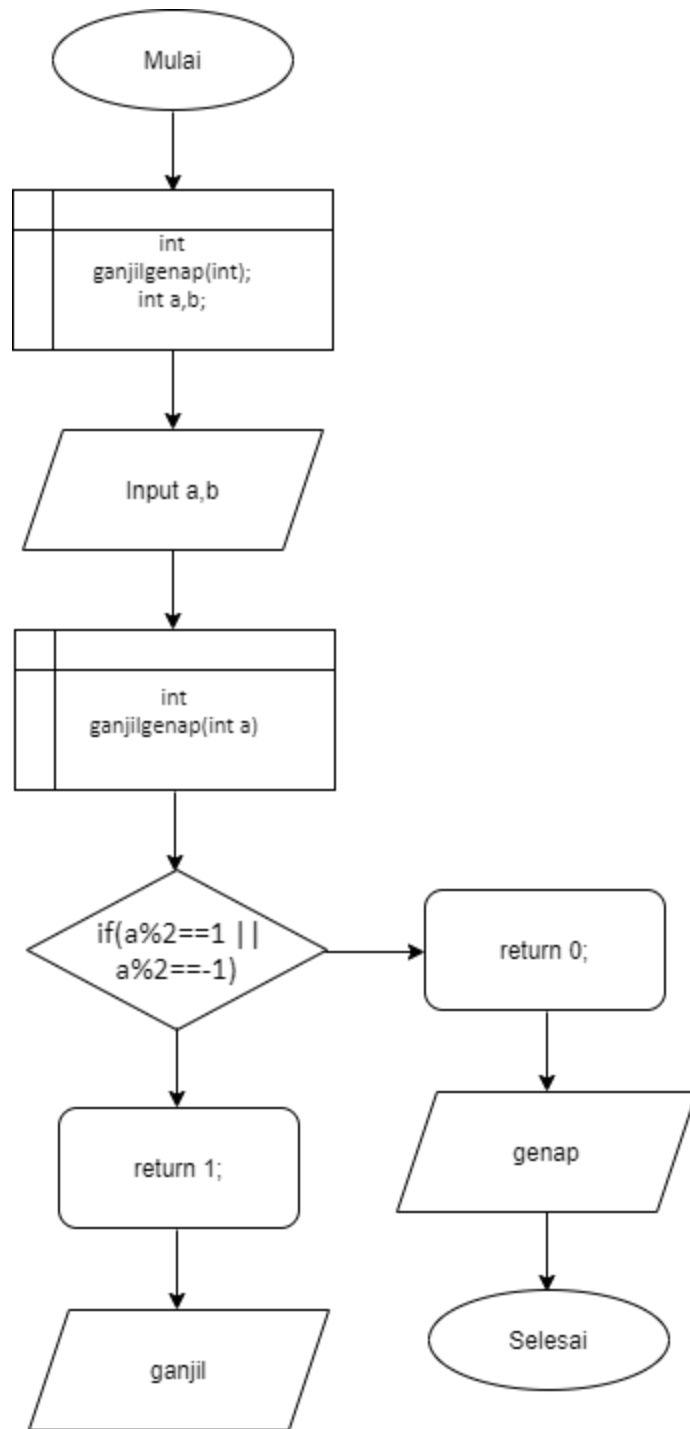 Mulai
int
ganjilgenap(int);
int a,b;
Input a,b
int
ganjilgenap(int a)
if(a%2==1 ||
a%2==-1)
return 0;
return 1;
genap
ganjil
Selesai